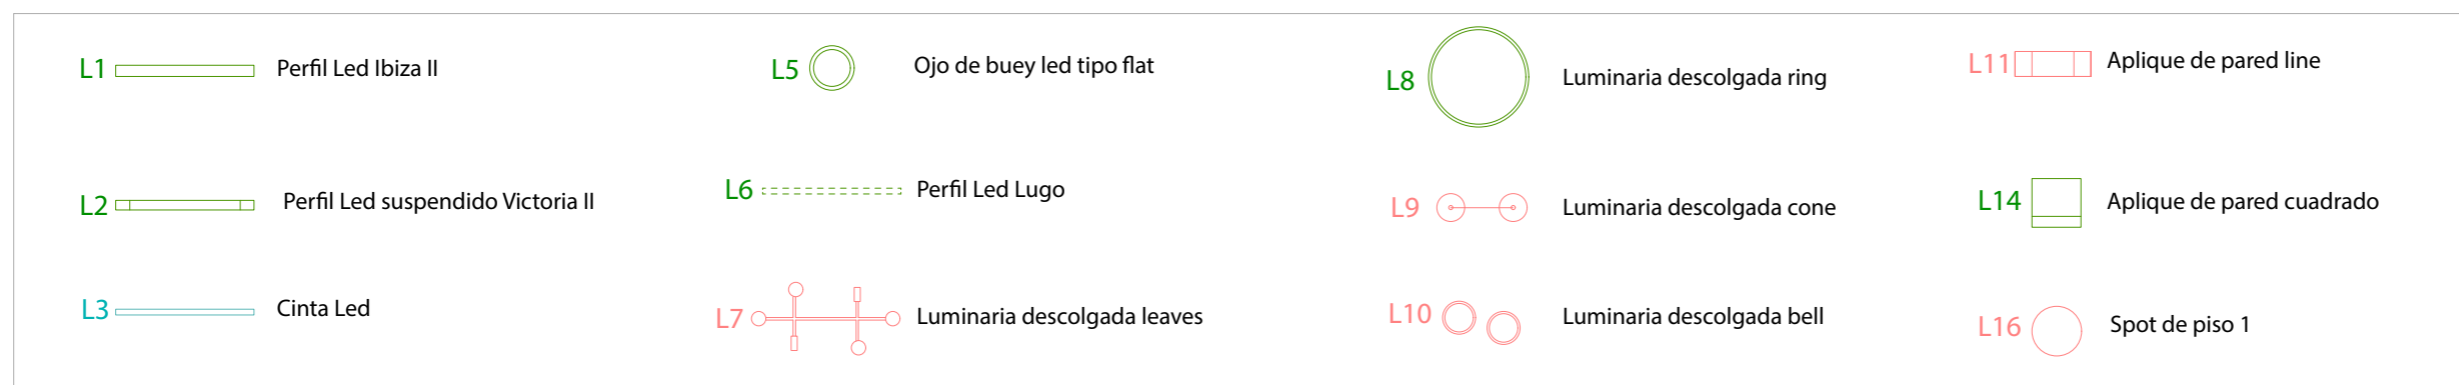 L1 Perfil Led Ibiza II
L2 Perfil Led suspendido Victoria II
L3 Cinta Led
L5 Ojo de buey led tipo flat
L6 Perfil Led Lugo
L7 Luminaria descolgada leaves
L8 Luminaria descolgada ring
L9 Luminaria descolgada cone
L10 Luminaria descolgada bell
L11 Aplique de pared line
L14 Aplique de pared cuadrado
L16 Spot de piso 1